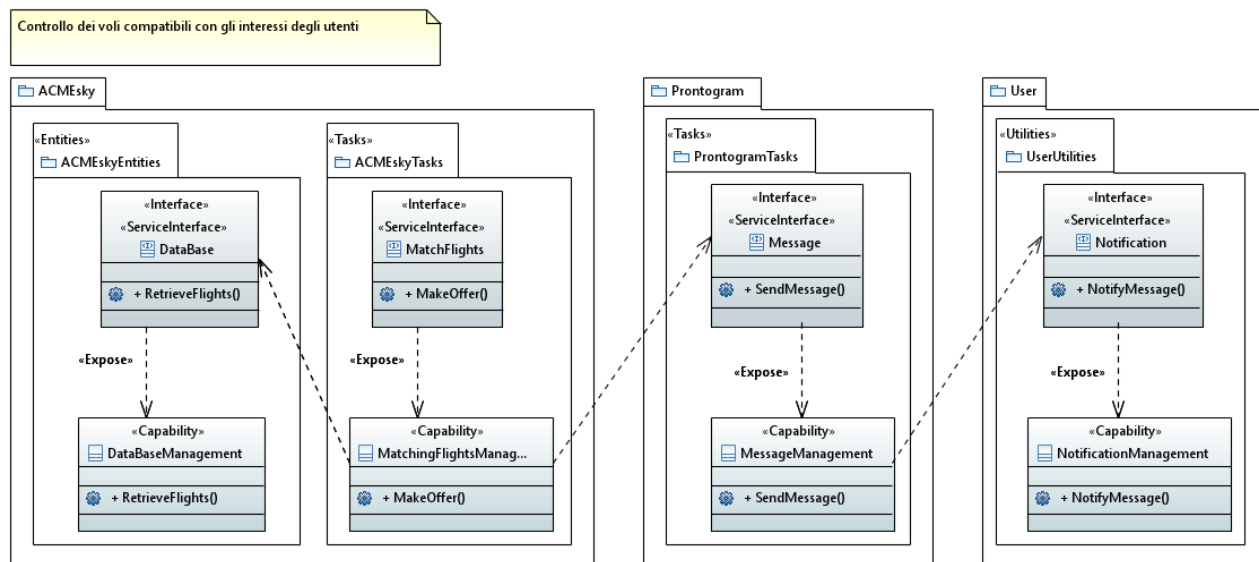 Controllo dei voli compatibili con gli interessi degli utenti
ACMEsky
«Entities»
ACMEskyEntities
«Interface»
«ServiceInterface»
DataBase
+ RetrieveFlights()
«Expose»
«Capability»
DataBaseManagement
+ RetrieveFlights()
«Tasks»
ACMEskyTasks
«Interface»
«ServiceInterface»
MatchFlights
+ MakeOffer()
«Expose»
«Capability»
MatchingFlightsManag...
+ MakeOffer()
Prontogram
«Tasks»
ProntogramTasks
«Interface»
«ServiceInterface»
Message
+ SendMessage()
«Expose»
«Capability»
MessageManagement
+ SendMessage()
User
«Utilities»
UserUtilities
«Interface»
«ServiceInterface»
Notification
+ NotifyMessage()
«Expose»
«Capability»
NotificationManagement
+ NotifyMessage()